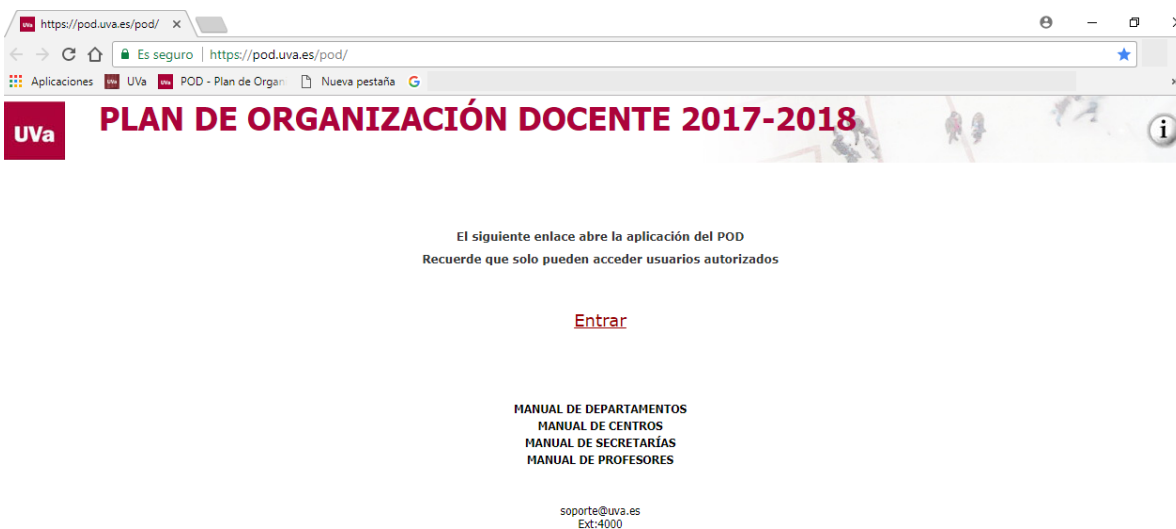 https://pod.uva.es/pod/
Es seguro https://pod.uva.es/pod/
Aplicaciones UVa POD - Plan de Organ Nueva pestaña
UVa
PLAN DE ORGANIZACIÓN DOCENTE 2017-2018
i
El siguiente enlace abre la aplicación del POD
Recuerde que solo pueden acceder usuarios autorizados
Entrar
MANUAL DE DEPARTAMENTOS
MANUAL DE CENTROS
MANUAL DE SECRETARÍAS
MANUAL DE PROFESORES
soporte@uva.es
Ext:4000